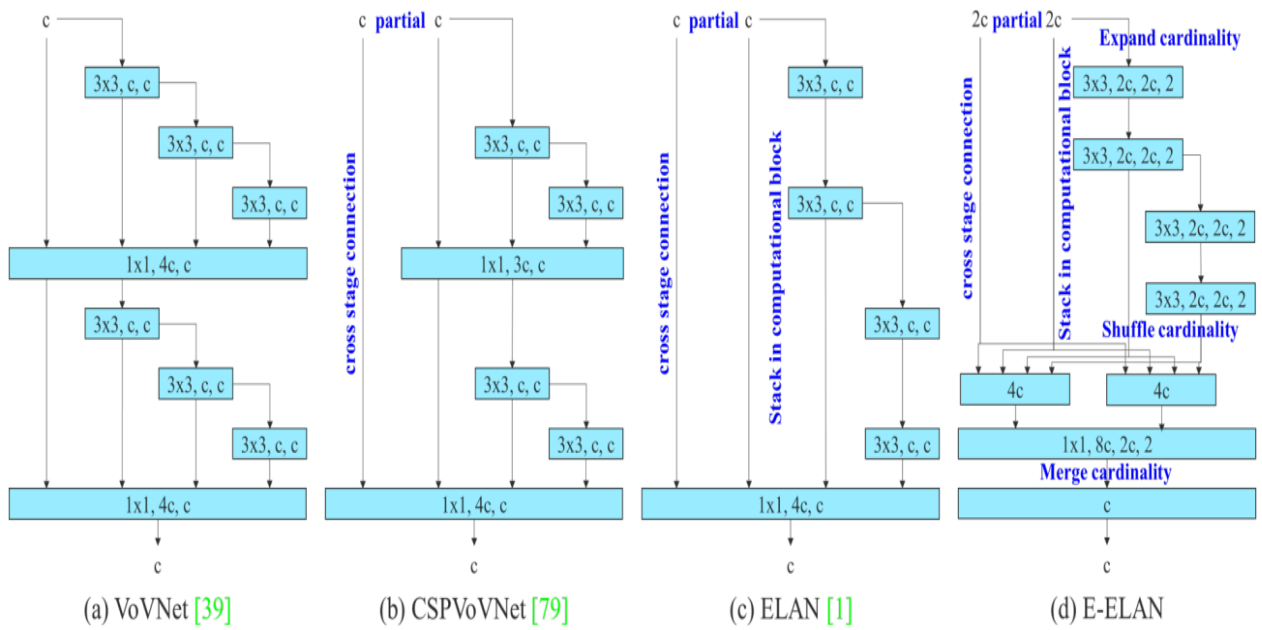 c
3x3, c, c
3x3, c, c
3x3, c, c
1x1, 4c, c
3x3, c, c
3x3, c, c
3x3, c, c
1x1, 4c, c
c
(a) VoVNet [39]
c partial c
cross stage connection
3x3, c, c
3x3, c, c
1x1, 3c, c
3x3, c, c
3x3, c, c
1x1, 4c, c
c
(b) CSPVoVNet [79]
c partial c
cross stage connection
Stack in computational block
3x3, c, c
3x3, c, c
3x3, c, c
3x3, c, c
1x1, 4c, c
c
(c) ELAN [1]
2c partial 2c
Expand cardinality
cross stage connection
Stack in computational block
3x3, 2c, 2c, 2
3x3, 2c, 2c, 2
3x3, 2c, 2c, 2
3x3, 2c, 2c, 2
Shuffle cardinality
4c
4c
1x1, 8c, 2c, 2
Merge cardinality
c
c
(d) E-ELAN